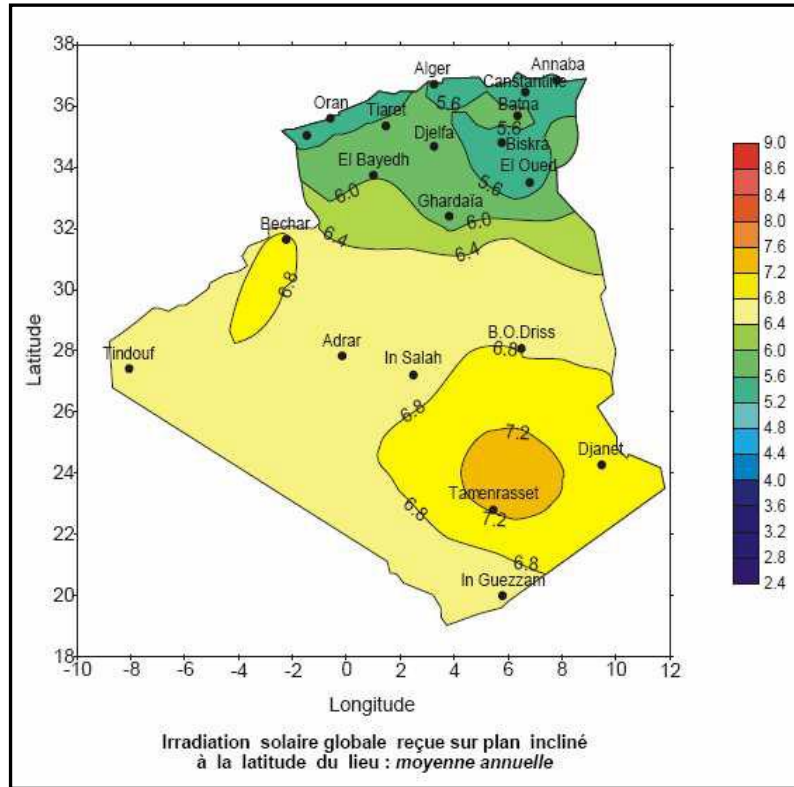 38
36
34
32
30
28
26
24
22
20
18
Latitude
-10 -8 -6 -4 -2 0 2 4 6 8 10 12
Longitude
Alger
Annaba
Canstantine
Oran
Tiaret
5.6
Batna
5.6
Djelfa
Biskra
El Bayedh
El Oued
5.6
6.0
Ghardaïa
6.0
Bechar
6.4
6.4
6.8
B.O.Driss
6.8
Tindouf
Adrar
In Salah
6.8
7.2
Djanet
Tamenrasset
6.8
7.2
6.8
In Guezzam
9.0
8.6
8.4
8.0
7.6
7.2
6.8
6.4
6.0
5.6
5.2
4.8
4.4
4.0
3.6
3.2
2.8
2.4
Irradiation solaire globale reçue sur plan incliné
à la latitude du lieu : moyenne annuelle